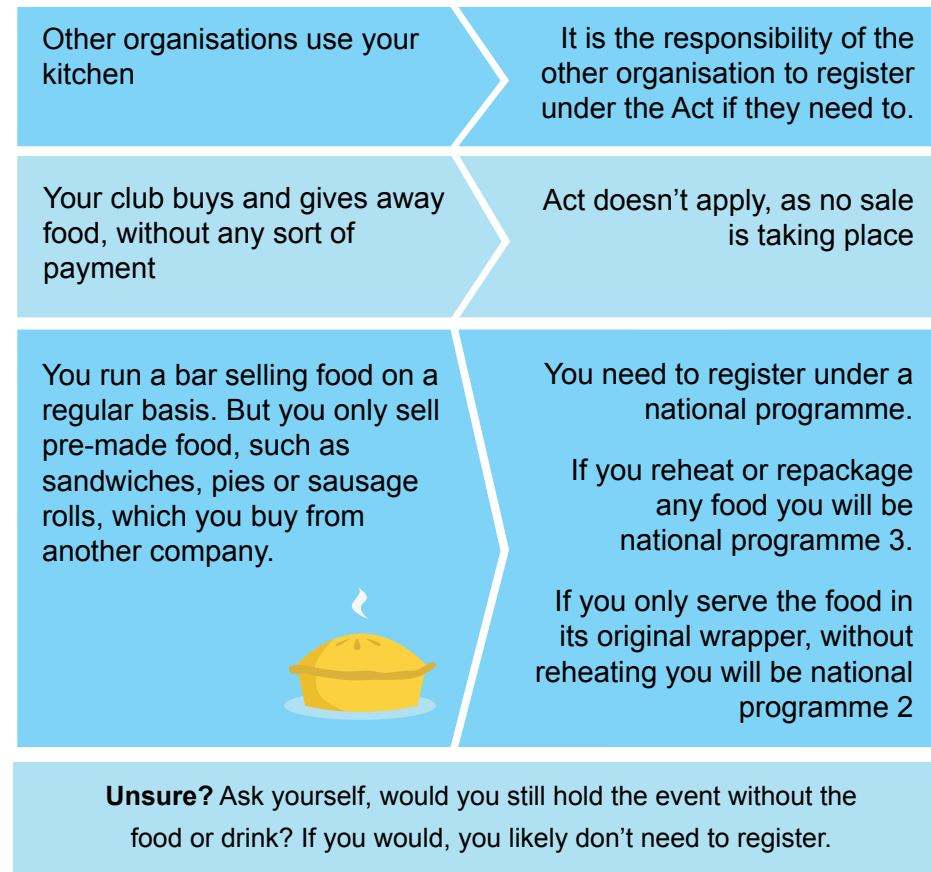 Other organisations use your
kitchen
It is the responsibility of the
other organisation to register
under the Act if they need to.
Your club buys and gives away
food, without any sort of
payment
Act doesn’t apply, as no sale
is taking place
You run a bar selling food on a
regular basis. But you only sell
pre-made food, such as
sandwiches, pies or sausage
rolls, which you buy from
another company.
You need to register under a
national programme.
If you reheat or repackage
any food you will be
national programme 3.
If you only serve the food in
its original wrapper, without
reheating you will be national
programme 2
Unsure? Ask yourself, would you still hold the event without the
food or drink? If you would, you likely don’t need to register.